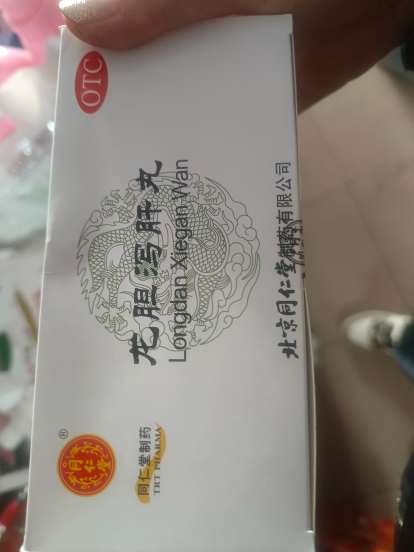 OTC
龙胆泻肝丸
Longdan Xiegan Wan
®
同仁堂制药
TRT PHARMA
北京同仁堂制药有限公司